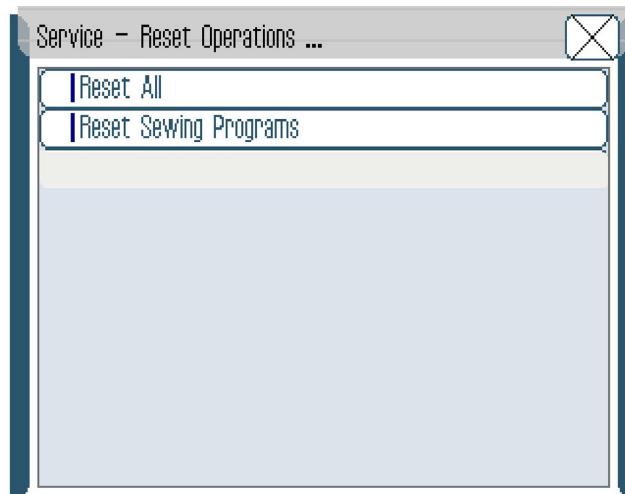 Service - Reset Operations ...
Reset All
Reset Sewing Programs